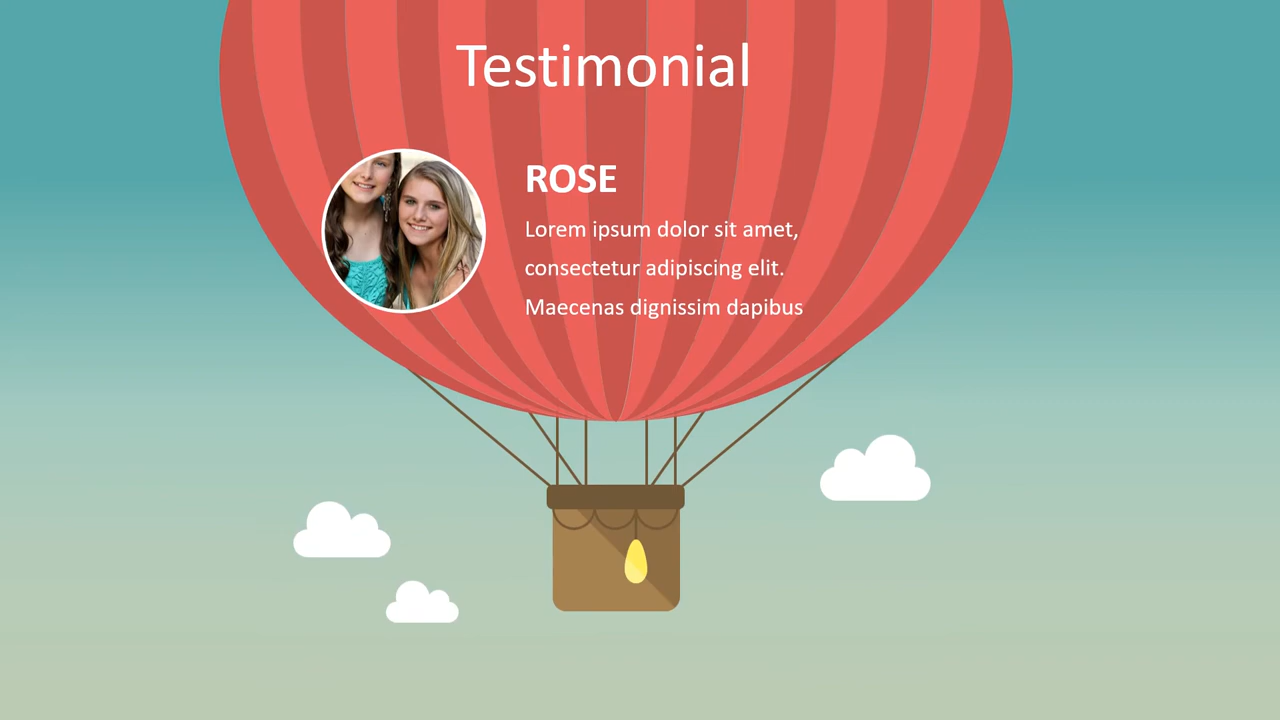 Testimonial
ROSE
Lorem ipsum dolor sit amet,
consectetur adipiscing elit.
Maecenas dignissim dapibus